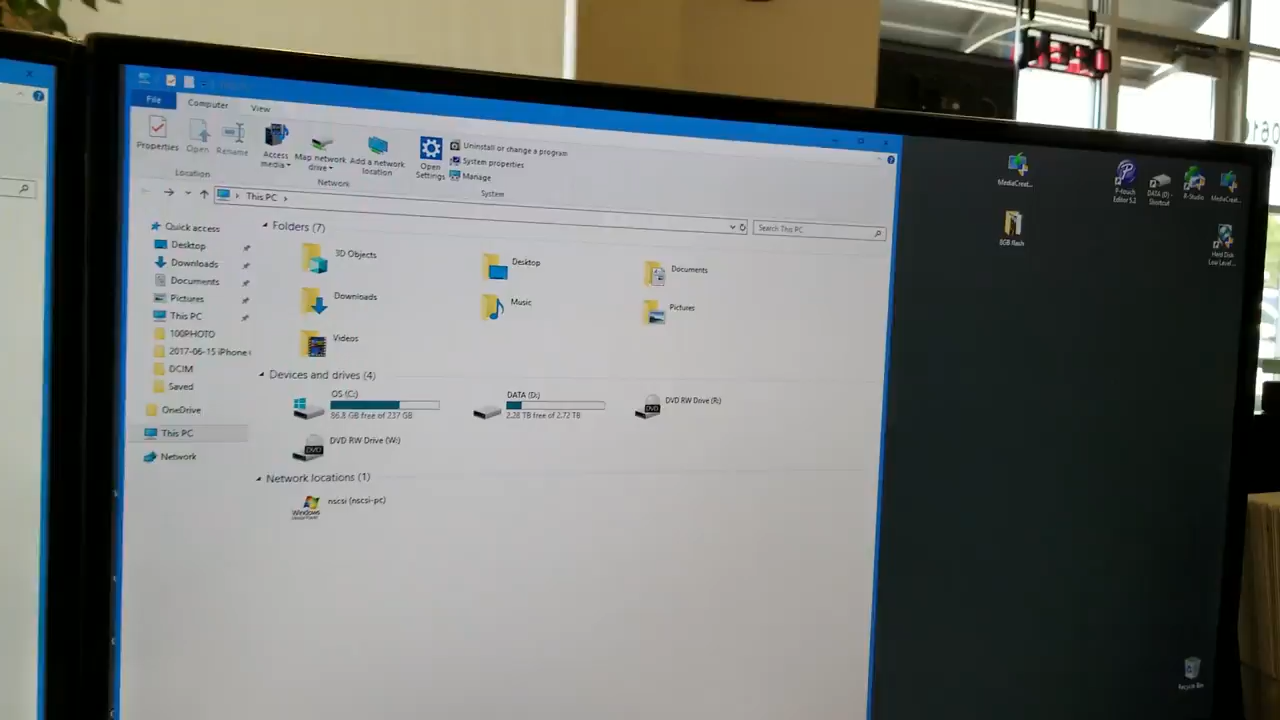 File Computer View
Properties Open Rename
Access media
Map network drive
Add a network location
Open Settings
Uninstall or change a program
System properties
Manage
Location Network System
This PC
Search This PC
Quick access
Desktop
Downloads
Documents
Pictures
This PC
100PHOTO
2017-06-15 iPhone
DCIM
Saved
OneDrive
This PC
Network
Folders (7)
3D Objects Desktop Documents
Downloads Music Pictures
Videos
Devices and drives (4)
OS (C:)
86.8 GB free of 237 GB
DATA (D:)
2.28 TB free of 2.72 TB
DVD RW Drive (R:)
DVD RW Drive (W:)
DVD
DVD
Network locations (1)
nscsi (nscsi-pc)
Windows
MediaCreat...
8GB flash
P-touch Editor 5.2
DATA (D) - Shortcut
R-Studio
MediaCreat...
Hard Disk Low Level...
Recycle Bin